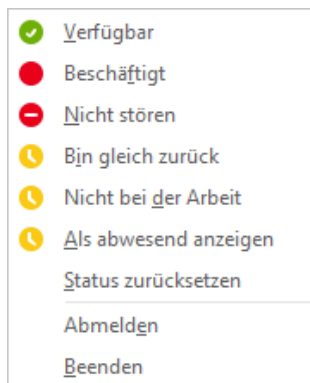 Verfügbar
Beschäftigt
Nicht stören
Bin gleich zurück
Nicht bei der Arbeit
Als abwesend anzeigen
Status zurücksetzen
Abmelden
Beenden